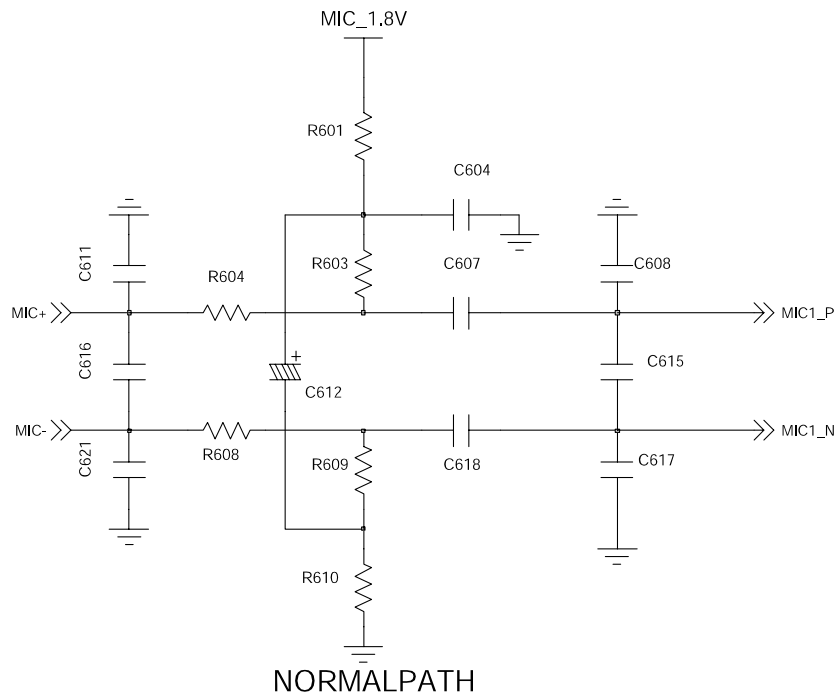 MIC_1.8V
R601
C604
C611
R604
R603
C607
C608
MIC+
MIC1_P
C616
+
C612
C615
MIC-
MIC1_N
C621
R608
R609
C618
C617
R610
NORMALPATH